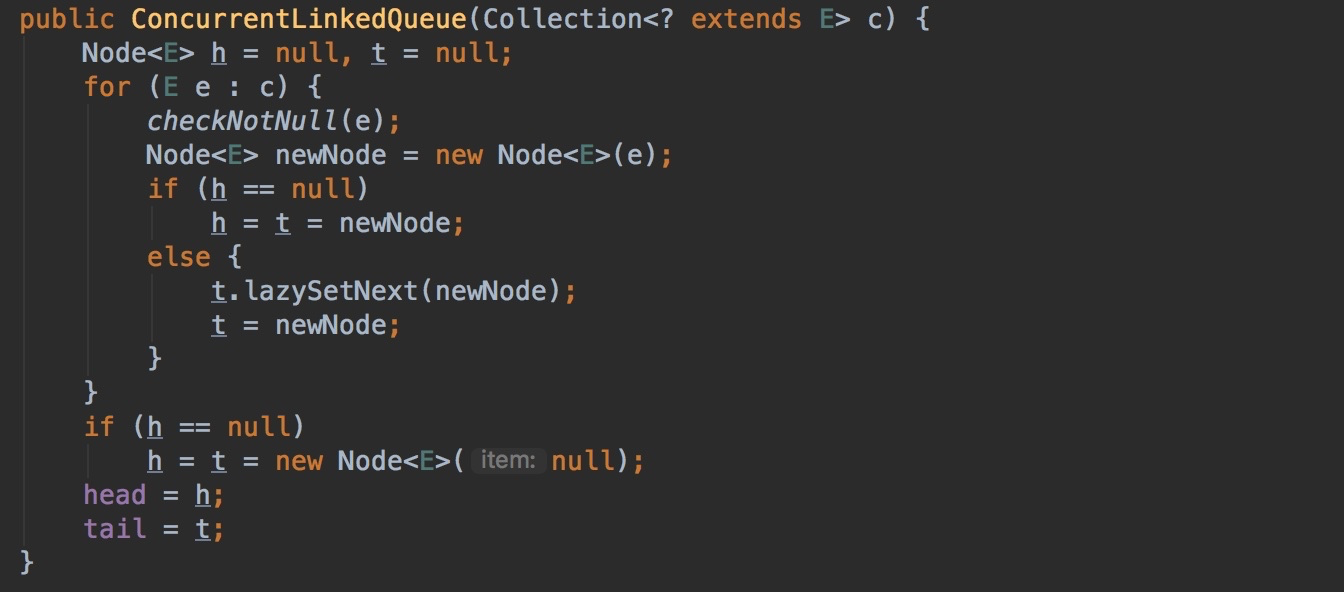 public ConcurrentLinkedQueue(Collection<? extends E> c) {
    Node<E> h = null, t = null;
    for (E e : c) {
        checkNotNull(e);
        Node<E> newNode = new Node<E>(e);
        if (h == null)
            h = t = newNode;
        else {
            t.lazySetNext(newNode);
            t = newNode;
        }
    }
    if (h == null)
        h = t = new Node<E>( item: null);
    head = h;
    tail = t;
}